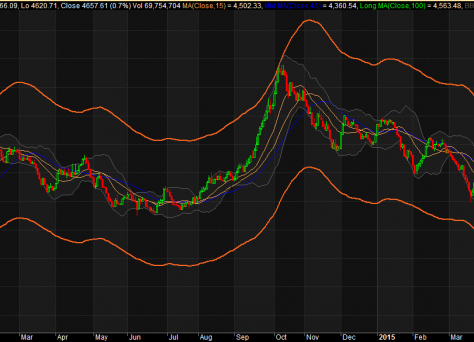 66.09, Lo 4620.71, Close 4657.61 (0.7%) Vol 69,754,704 MA(Close,15) = 4,502.33, = 4,360.54, Long MA(Close,100) = 4,563.48, BB
Mar Apr May Jun Jul Aug Sep Oct Nov Dec 2015 Feb Mar